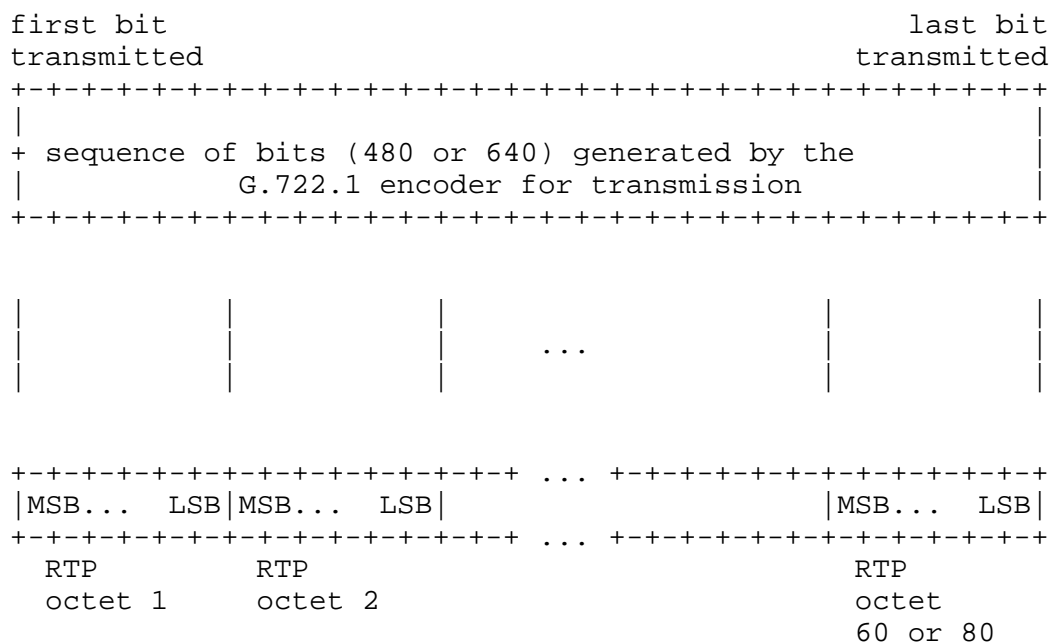 first bit                                          last bit
transmitted                                     transmitted
+-+-+-+-+-+-+-+-+-+-+-+-+-+-+-+-+-+-+-+-+-+-+-+-+-+-+-+-+-+
|                                                         |
+ sequence of bits (480 or 640) generated by the          |
|            G.722.1 encoder for transmission             |
+-+-+-+-+-+-+-+-+-+-+-+-+-+-+-+-+-+-+-+-+-+-+-+-+-+-+-+-+-+
|           |           |                     |           |
|           |           |     ...             |           |
|           |           |                     |           |
+-+-+-+-+-+-+-+-+-+-+-+-+-+-+ ... +-+-+-+-+-+-+-+-+-+-+-+-+
|MSB...  LSB|MSB...  LSB|                     |MSB...  LSB|
+-+-+-+-+-+-+-+-+-+-+-+-+-+-+ ... +-+-+-+-+-+-+-+-+-+-+-+-+
  RTP         RTP                               RTP
  octet 1     octet 2                           octet
                                                60 or 80